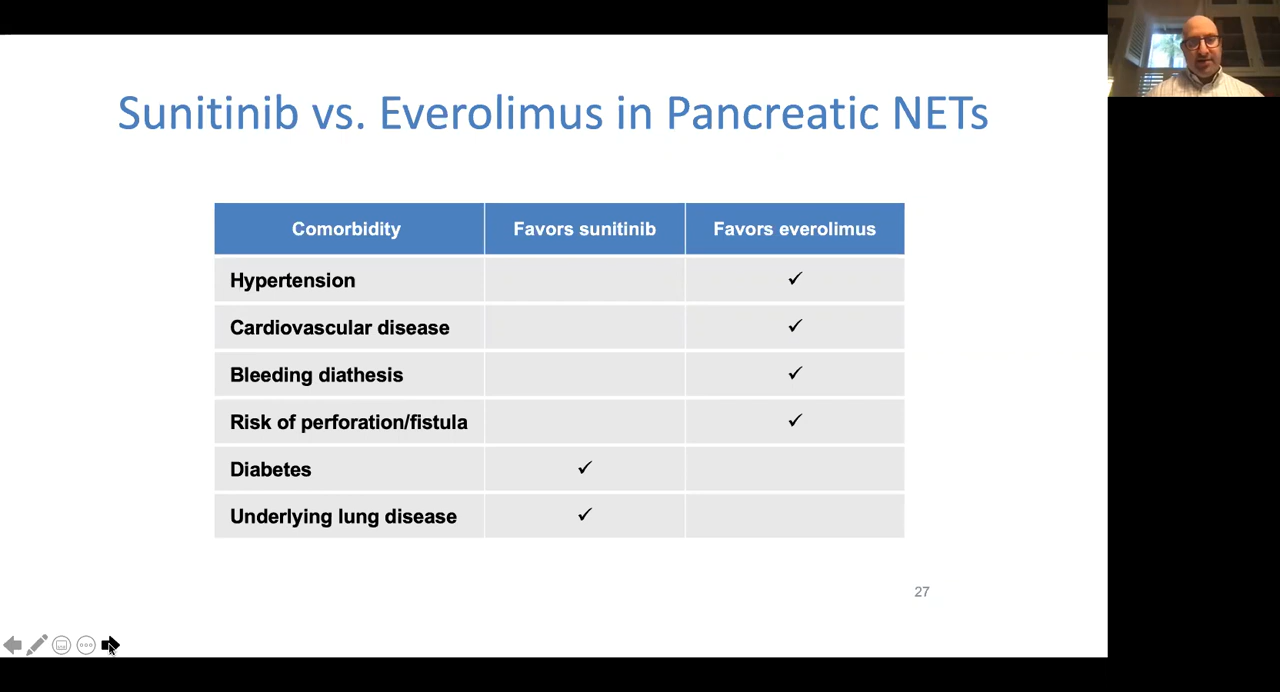 Sunitinib vs. Everolimus in Pancreatic NETs
Comorbidity Favors sunitinib Favors everolimus
Hypertension ✓
Cardiovascular disease ✓
Bleeding diathesis ✓
Risk of perforation/fistula ✓
Diabetes ✓
Underlying lung disease ✓
27